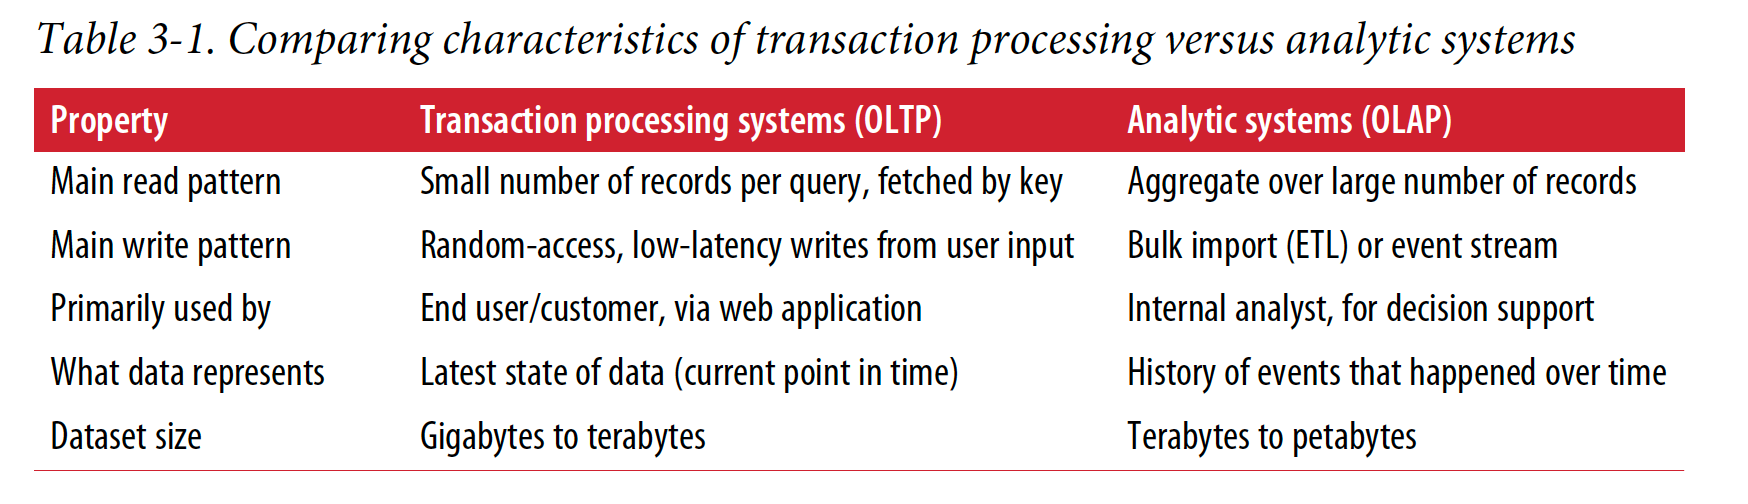 Table 3-1. Comparing characteristics of transaction processing versus analytic systems
Property Transaction processing systems (OLTP) Analytic systems (OLAP)
Main read pattern Small number of records per query, fetched by key Aggregate over large number of records
Main write pattern Random-access, low-latency writes from user input Bulk import (ETL) or event stream
Primarily used by End user/customer, via web application Internal analyst, for decision support
What data represents Latest state of data (current point in time) History of events that happened over time
Dataset size Gigabytes to terabytes Terabytes to petabytes